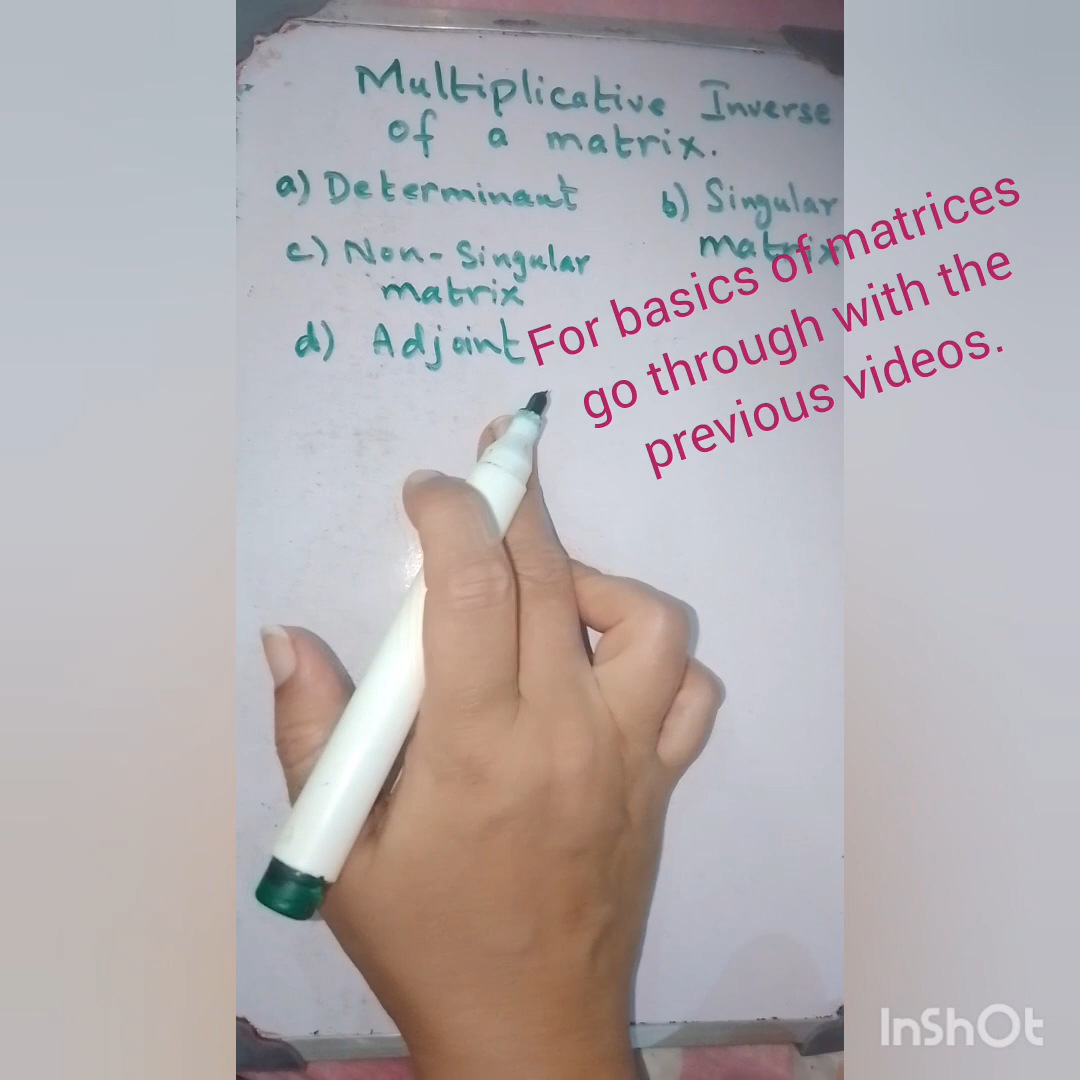 Multiplicative Inverse
of a matrix.
a) Determinant b) Singular
matrix
c) Non-Singular
matrix
d) Adjoint
For basics of matrices
go through with the
previous videos.
InShOt